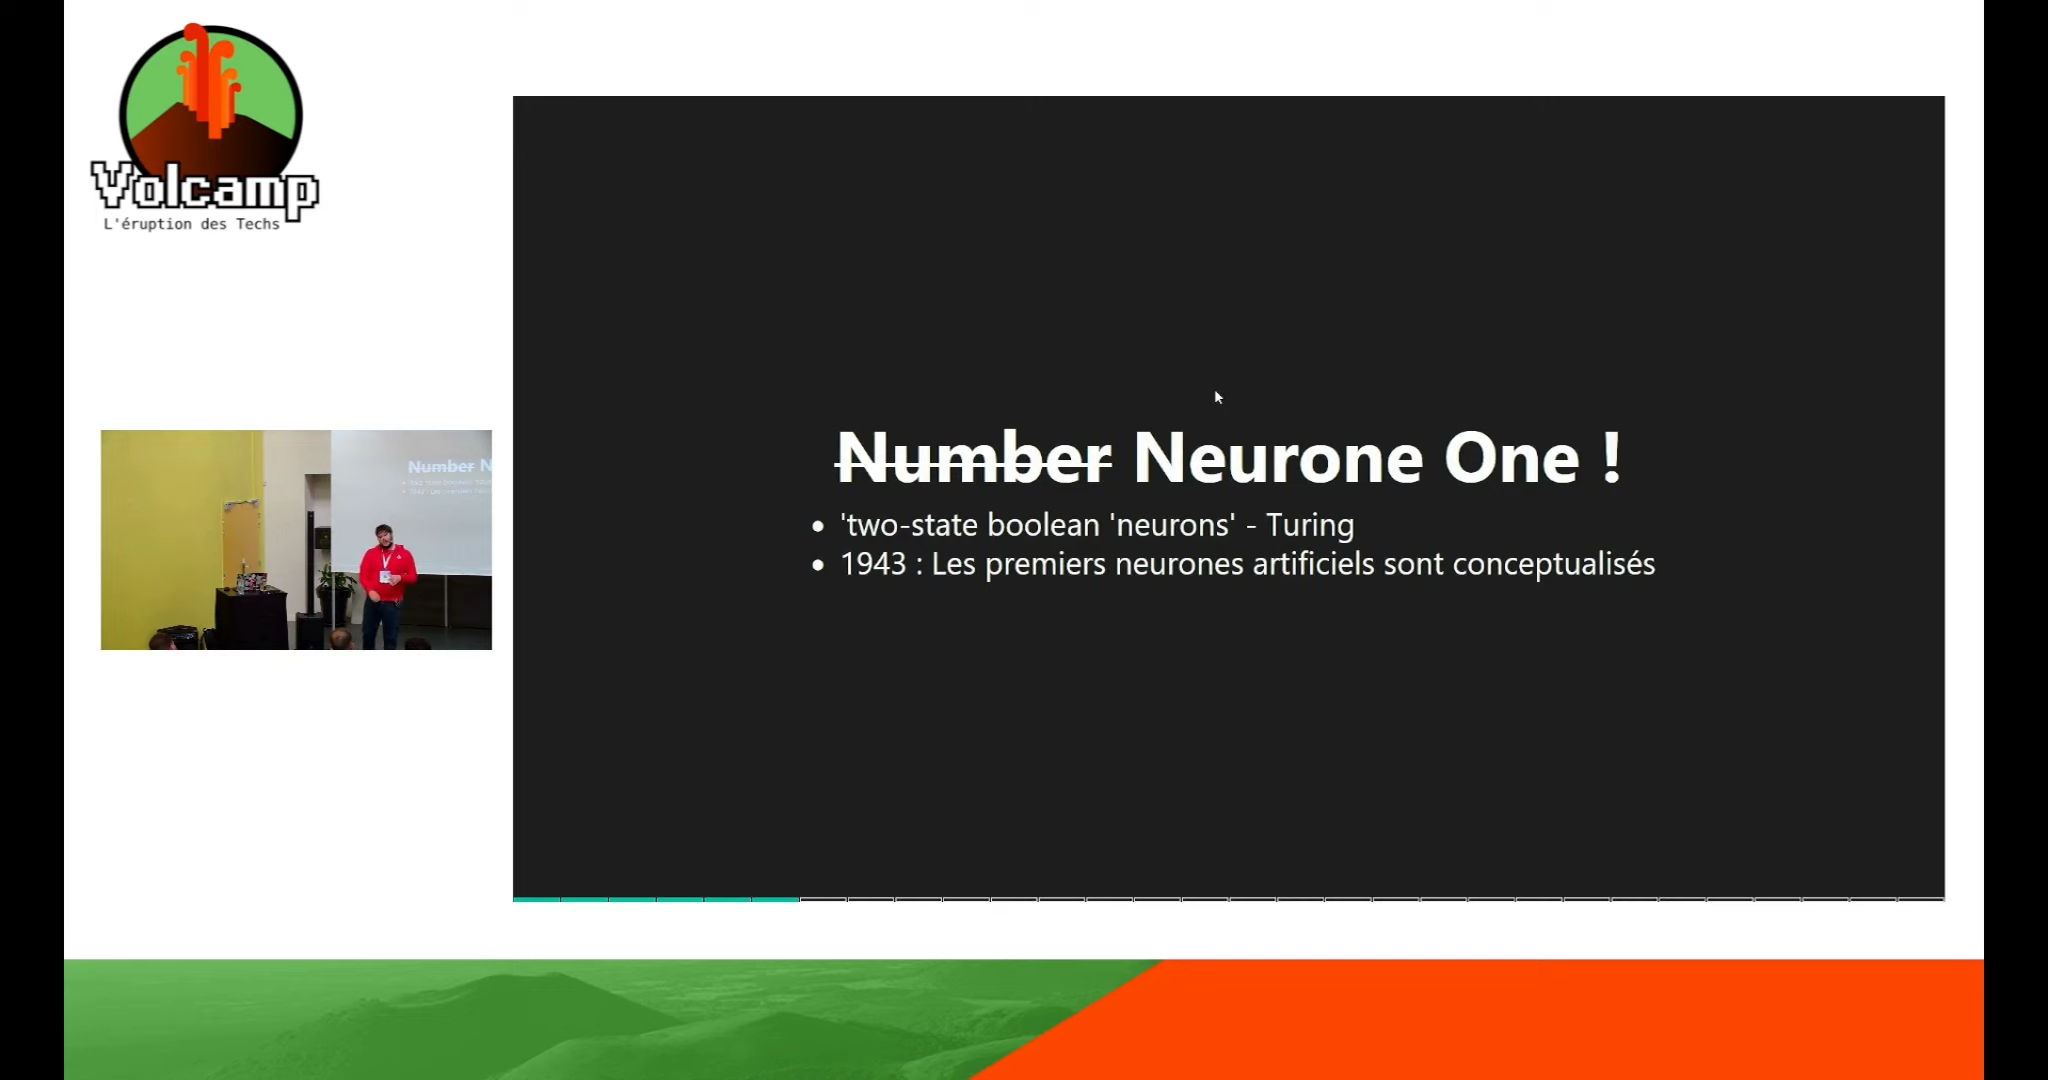 Volcamp
L'éruption des Techs
Number Neurone One !
• 'two-state boolean 'neurons' - Turing
• 1943 : Les premiers neurones artificiels sont conceptualisés
Number N